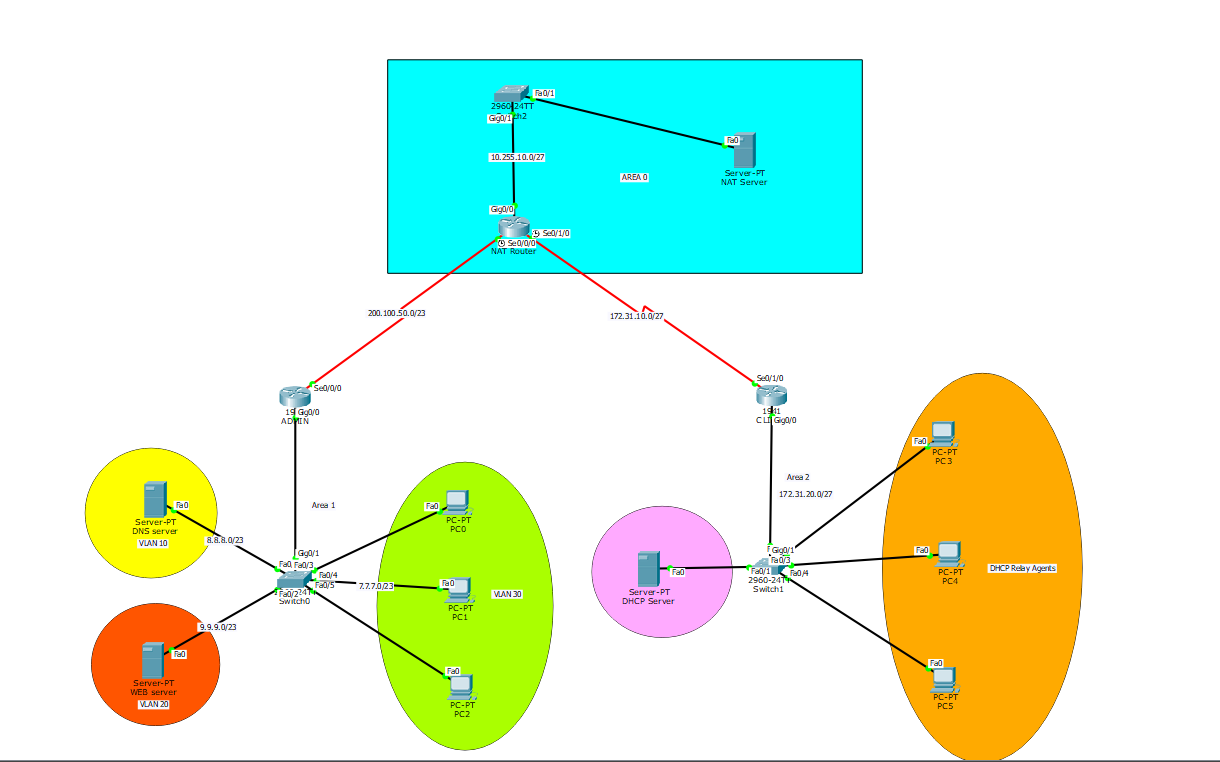 Fa0/1
2960-24TT
Gig0/1
Fa0
10.255.10.0/27
Server-PT
NAT Server
AREA 0
Gig0/0
Se0/1/0
Se0/0/0
NAT Router
200.100.50.0/23
172.31.10.0/27
Se0/0/0
Gig0/0
ADMIN
Se0/1/0
1941
Gig0/0
Fa0
PC-PT
PC3
Area 2
172.31.20.0/27
Fa0
Server-PT
DNS server
VLAN 10
8.8.8.0/23
Area 1
Fa0
PC-PT
PC0
Gig0/1
Fa0/3
Fa0/4
Fa0/5
Fa0/2
Switch0
7.7.7.0/23
Fa0
PC-PT
PC1
VLAN 30
9.9.9.0/23
Fa0
Server-PT
WEB server
VLAN 20
Fa0
PC-PT
PC2
Fa0
Server-PT
DHCP Server
Gig0/1
Fa0/3
Fa0/1
Fa0/4
2960-24TT
Switch1
Fa0
PC-PT
PC4
DHCP Relay Agents
Fa0
PC-PT
PC5